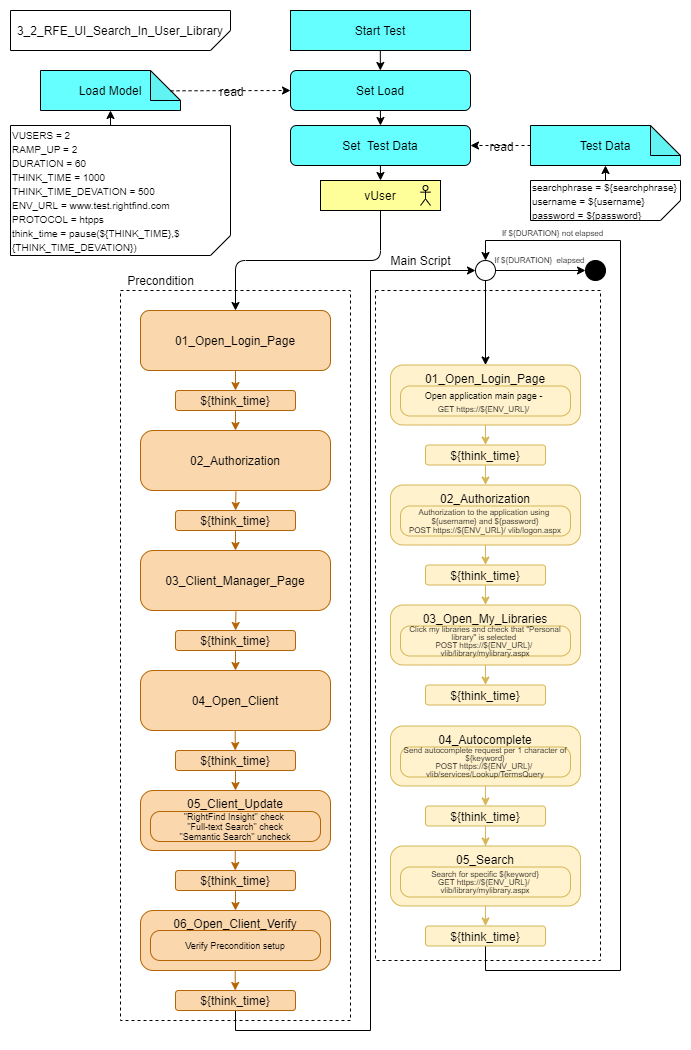 3_2_RFE_UI_Search_In_User_Library
Start Test
Load Model
read
Set Load
Set  Test Data
read
Test Data
VUSERS = 2
RAMP_UP = 2
DURATION = 60
THINK_TIME = 1000
THINK_TIME_DEVATION = 500
ENV_URL = www.test.rightfind.com
PROTOCOL = htpps
think_time = pause(${THINK_TIME},$
{THINK_TIME_DEVATION})
vUser
searchphrase = ${searchphrase}
username = ${username}
password = ${password}
If ${DURATION} not elapsed
If ${DURATION}  elapsed
Main Script
Precondition
01_Open_Login_Page
${think_time}
02_Authorization
${think_time}
03_Client_Manager_Page
${think_time}
04_Open_Client
${think_time}
05_Client_Update
"RightFind Insight" check
"Full-text Search" check
"Semantic Search" uncheck
${think_time}
06_Open_Client_Verify
Verify Precondition setup
${think_time}
01_Open_Login_Page
Open application main page -
GET https://${ENV_URL}/
${think_time}
02_Authorization
Authorization to the application using
${username} and ${password}
POST https://${ENV_URL}/ vlib/logon.aspx
${think_time}
03_Open_My_Libraries
Click my libraries and check that "Personal
library" is selected
POST https://${ENV_URL}/
vlib/library/mylibrary.aspx
${think_time}
04_Autocomplete
Send autocomplete request per 1 character of
${keyword}
POST https://${ENV_URL}/
vlib/services/Lookup/TermsQuery
${think_time}
05_Search
Search for specific ${keyword}
GET https://${ENV_URL}/
vlib/library/mylibrary.aspx
${think_time}